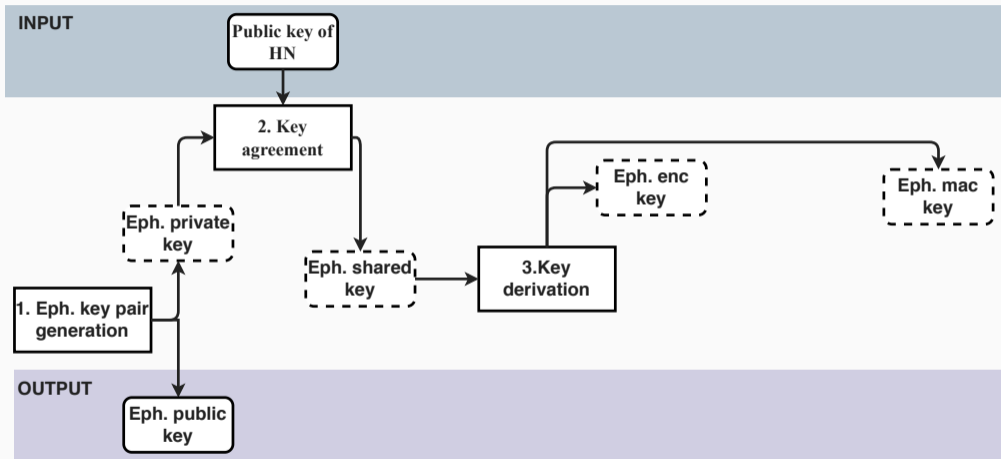 INPUT
Public key of
HN
2. Key
agreement
Eph. enc
key
Eph. mac
key
Eph. private
key
Eph. shared
key
3.Key
derivation
1. Eph. key pair
generation
OUTPUT
Eph. public
key